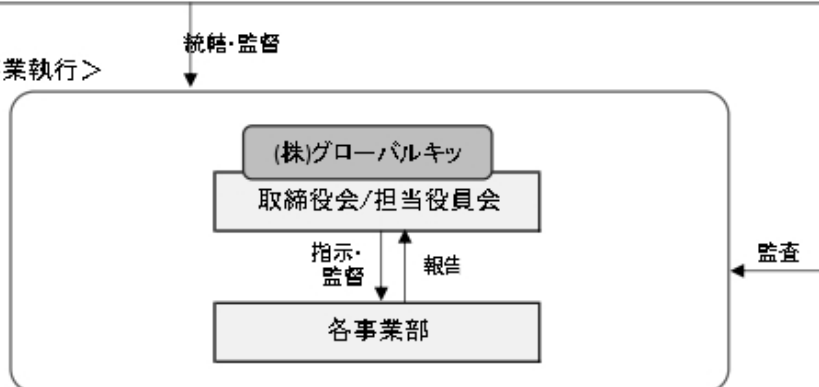 統轄・監督
業執行＞
(株)グローバルキッ
取締役会/担当役員会
指示・
監督
報告
監査
各事業部